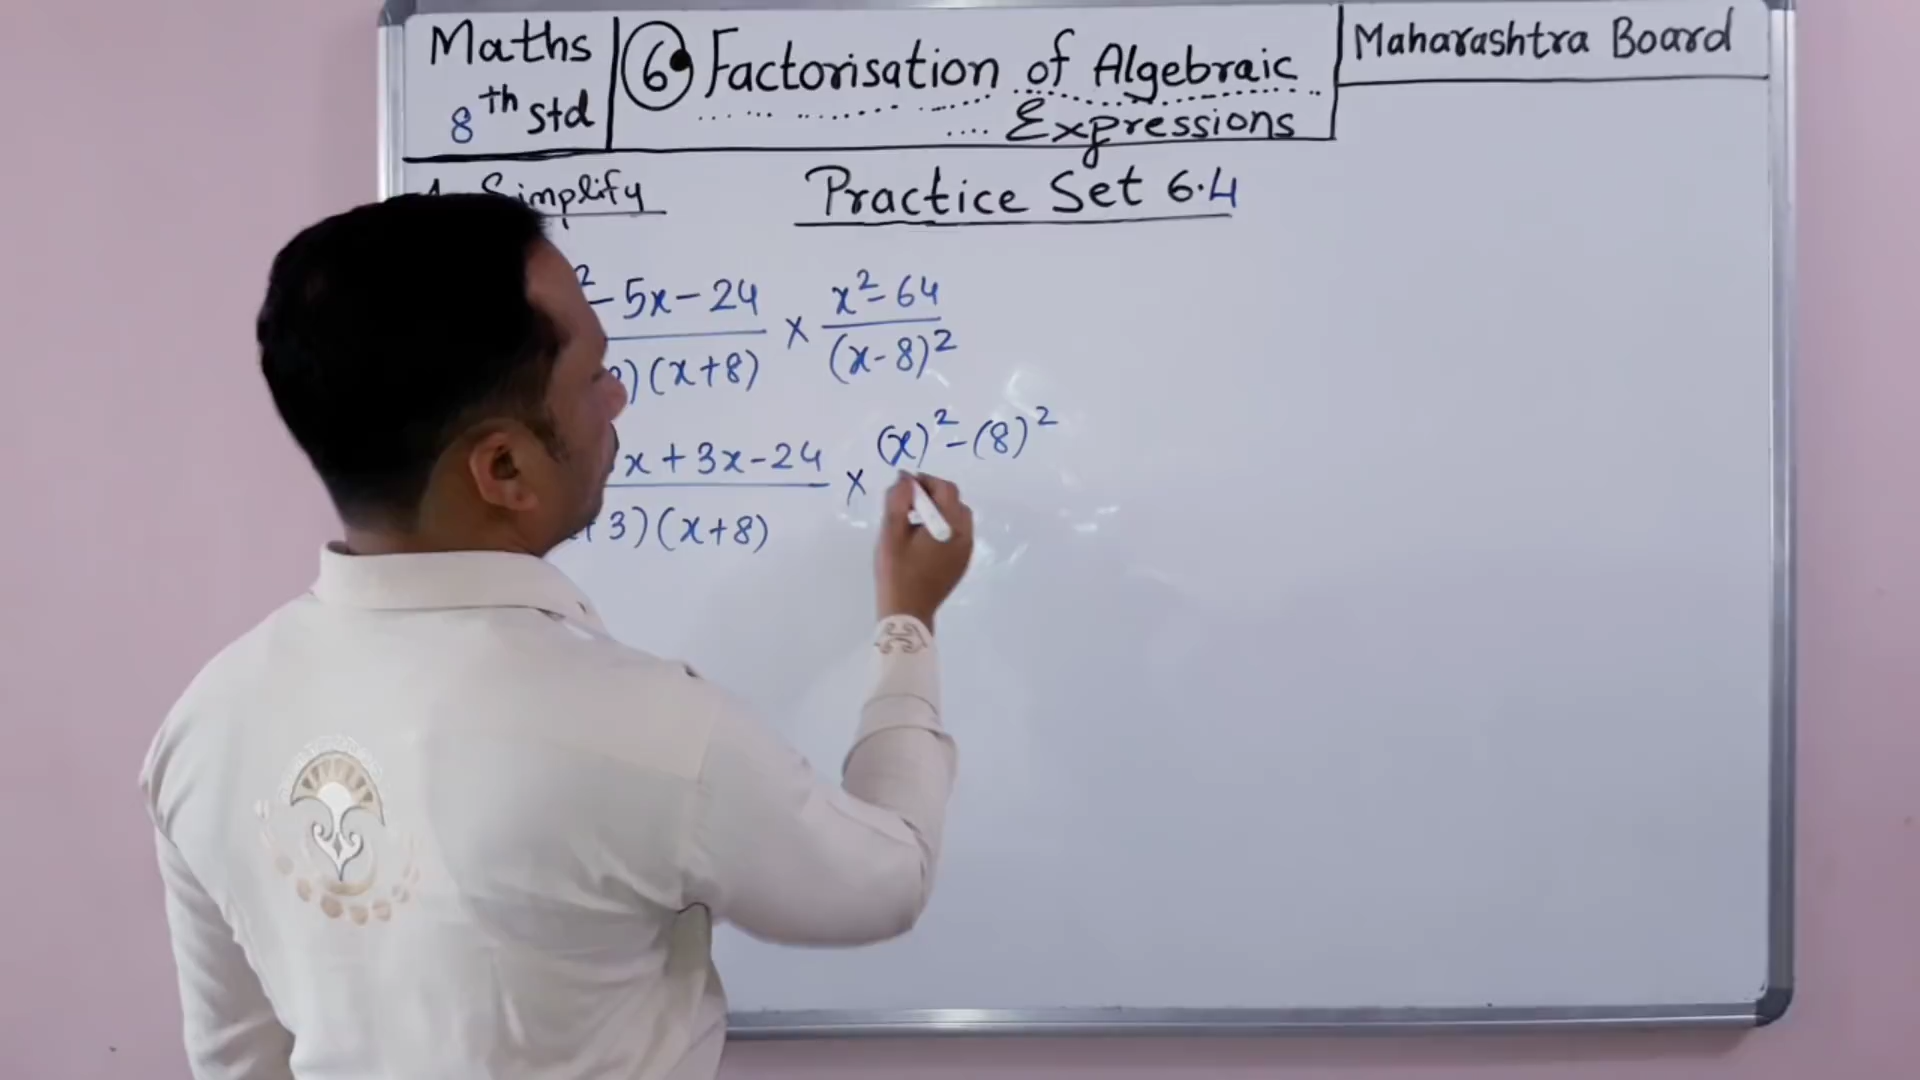 Maths
8th std
6. Factorisation of Algebraic
Expressions
Maharashtra Board
Simplify
Practice Set 6.4
² - 5x - 24 × x² - 64
)(x+8) (x-8)²
x + 3x - 24 × (x)² - (8)²
+ 3)(x+8)